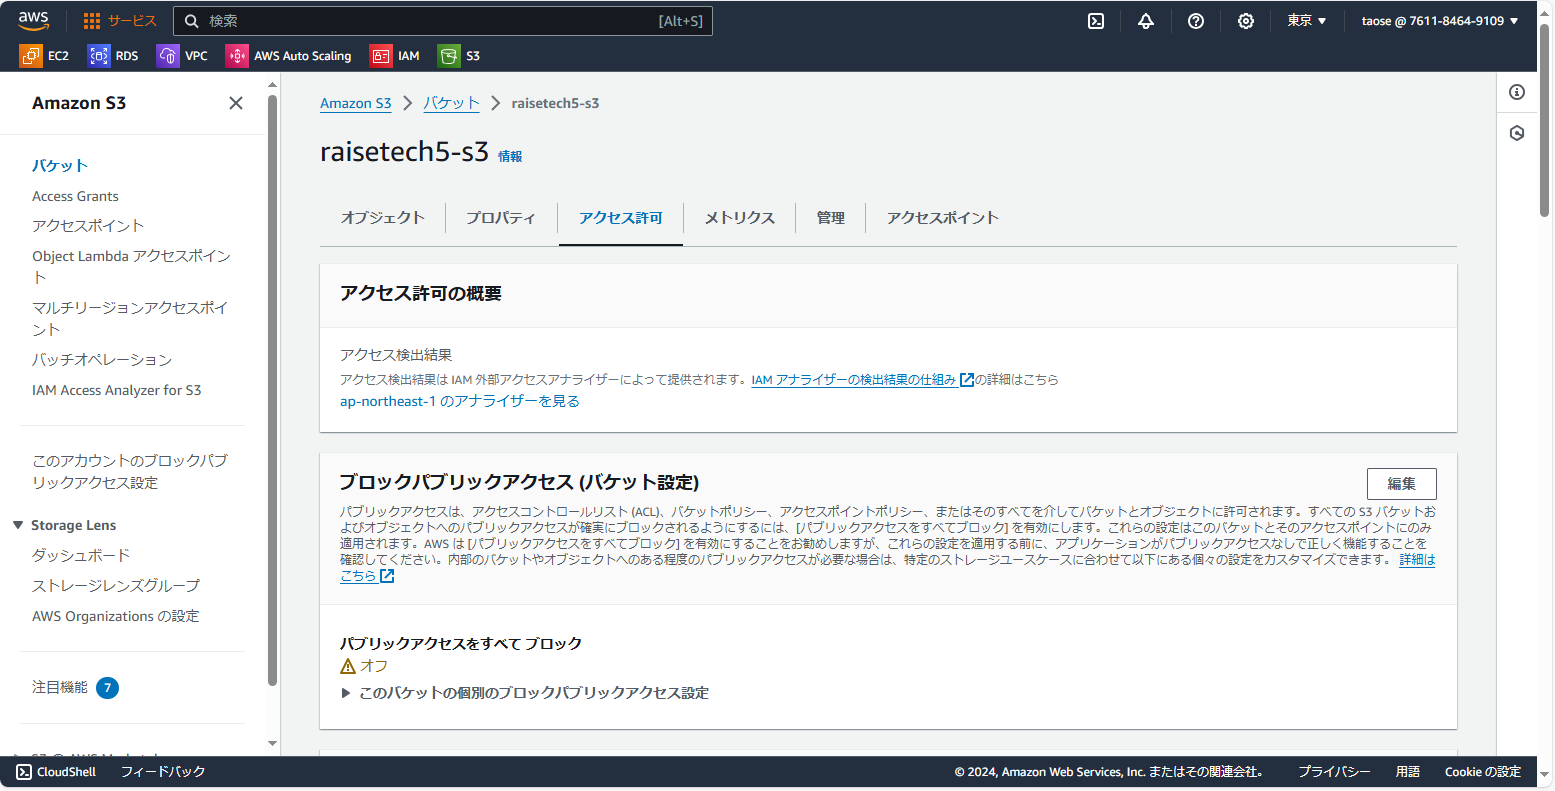 aws
サービス
検索
[Alt+S]
東京 ▼
taose @ 7611-8464-9109 ▼
EC2
RDS
VPC
AWS Auto Scaling
IAM
S3
Amazon S3
バケット
Access Grants
アクセスポイント
Object Lambda アクセスポイン
ト
マルチリージョンアクセスポイ
ント
バッチオペレーション
IAM Access Analyzer for S3
このアカウントのブロックパブ
リックアクセス設定
▼ Storage Lens
ダッシュボード
ストレージレンズグループ
AWS Organizations の設定
注目機能 7
Amazon S3 > バケット > raisetech5-s3
raisetech5-s3 情報
オブジェクト
プロパティ
アクセス許可
メトリクス
管理
アクセスポイント
アクセス許可の概要
アクセス検出結果
アクセス検出結果は IAM 外部アクセスアナライザーによって提供されます。IAM アナライザーの検出結果の仕組み の詳細はこちら
ap-northeast-1 のアナライザーを見る
ブロックパブリックアクセス (バケット設定)
編集
パブリックアクセスは、アクセスコントロールリスト (ACL)、バケットポリシー、アクセスポイントポリシー、またはそのすべてを介してバケットとオブジェクトに許可されます。すべての S3 バケットお
よびオブジェクトへのパブリックアクセスが確実にブロックされるようにするには、[パブリックアクセスをすべてブロック] を有効にします。これらの設定はこのバケットとそのアクセスポイントにのみ
適用されます。AWS は [パブリックアクセスをすべてブロック] を有効にすることをお勧めしますが、これらの設定を適用する前に、アプリケーションがパブリックアクセスなしで正しく機能することを
確認してください。内部のバケットやオブジェクトへのある程度のパブリックアクセスが必要な場合は、特定のストレージユースケースに合わせて以下にある個々の設定をカスタマイズできます。 詳細は
こちら
パブリックアクセスをすべて ブロック
オフ
▶ このバケットの個別のブロックパブリックアクセス設定
CloudShell
フィードバック
© 2024, Amazon Web Services, Inc. またはその関連会社。
プライバシー
用語
Cookie の設定